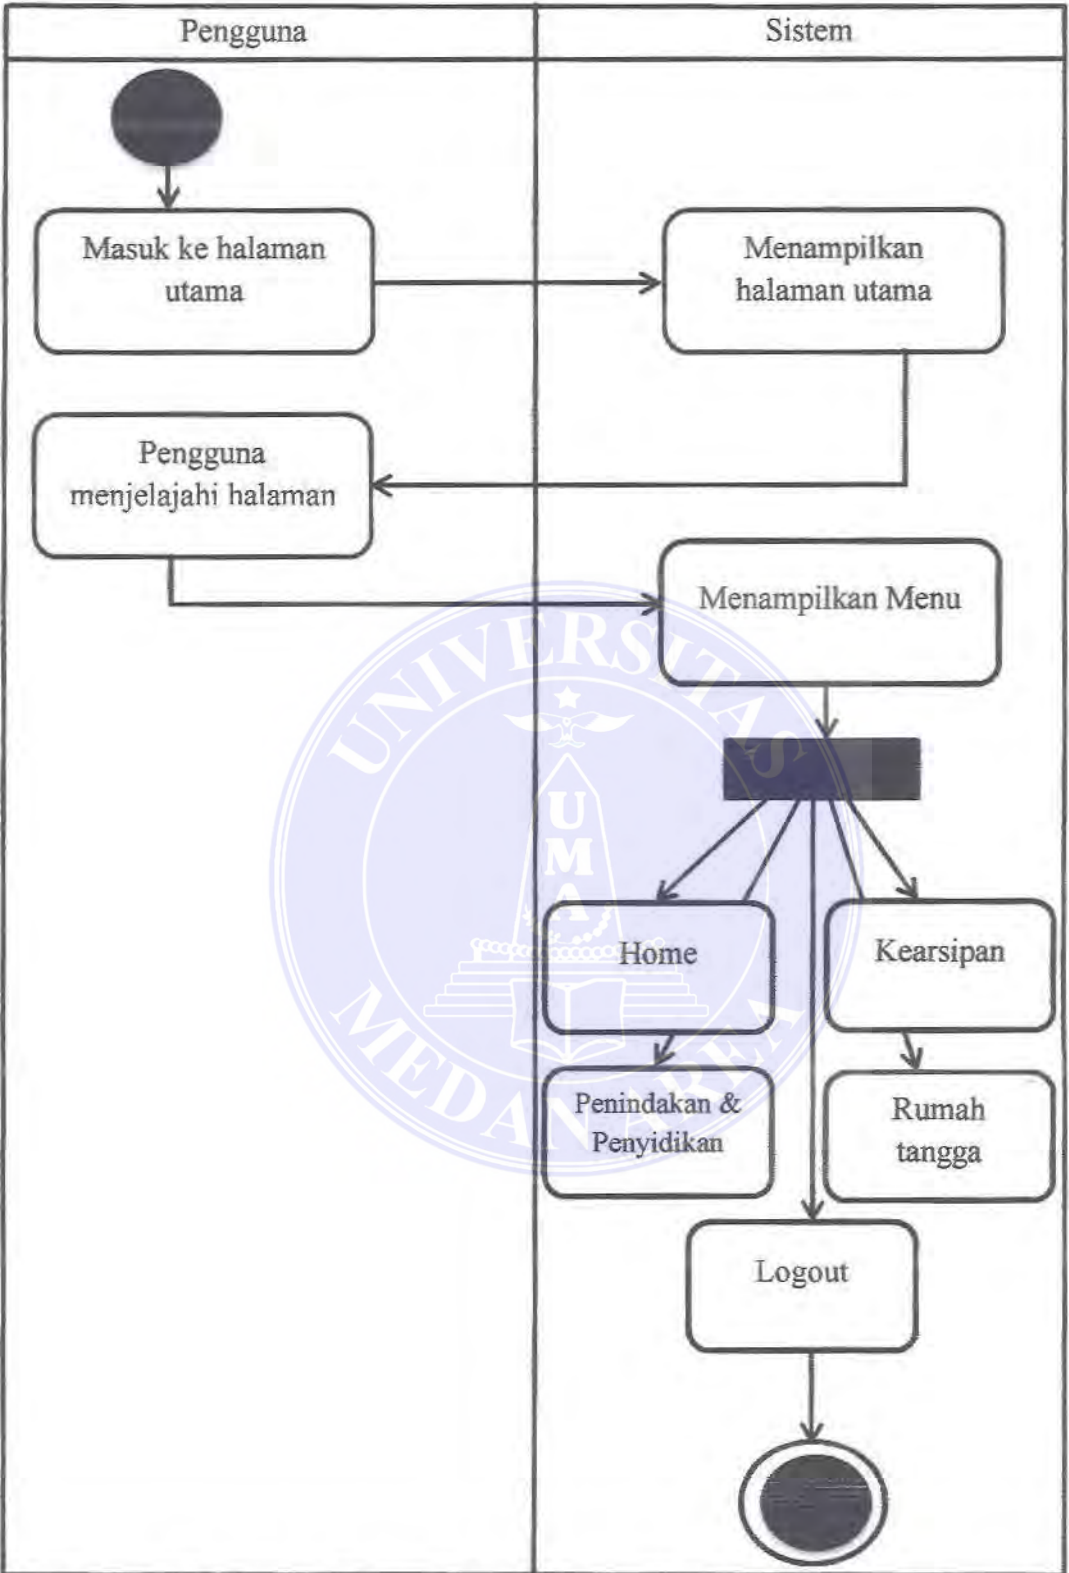 Pengguna
Sistem
Masuk ke halaman
utama
Menampilkan
halaman utama
Pengguna
menjelajahi halaman
Menampilkan Menu
UNIVERSITAS
UMA
Home
Kearsipan
MEDAN AREA
Penindakan &
Penyidikan
Rumah
tangga
Logout